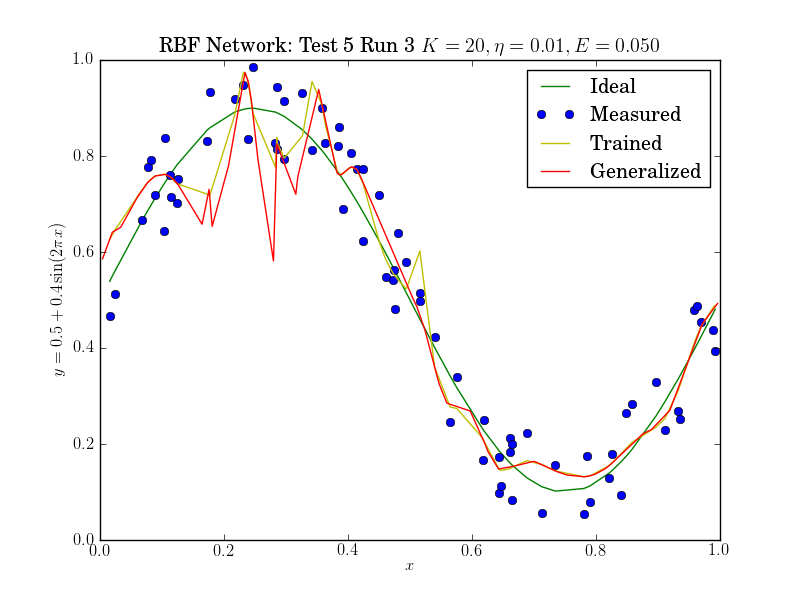 RBF Network: Test 5 Run 3 K = 20, η = 0.01, E = 0.050
1.0
Ideal
Measured
Trained
Generalized
0.8
0.6
y = 0.5 + 0.4 sin(2πx)
0.4
0.2
0.0
0.0 0.2 0.4 0.6 0.8 1.0
x